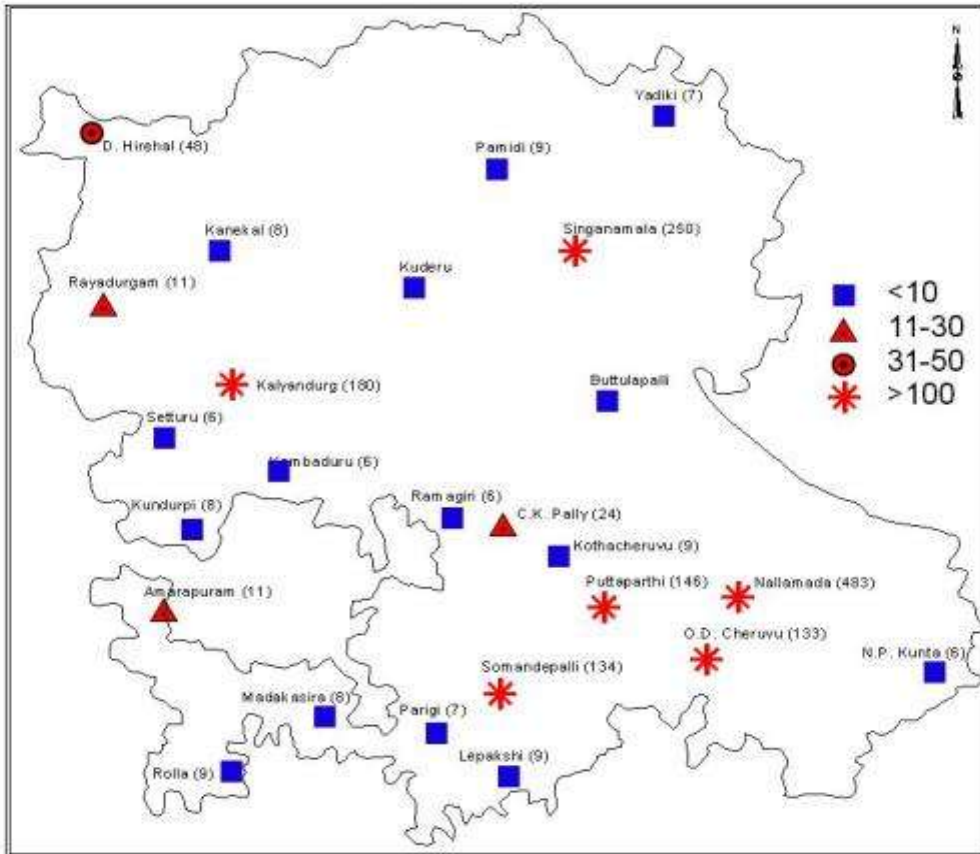 N
Yadiki (7)
D. Hirehal (48)
Pamidi (9)
Kanekal (8)
Singanamala (250)
Kuderu
Rayadurgam (11)
<10
11-30
31-50
>100
Kalyandurg (180)
Buttulapalli
Setturu (6)
Kambaduru (6)
Kundurpi (8)
Ramagiri (6)
C.K. Pally (24)
Kothacheruvu (9)
Puttaparthi (146)
Nallamada (483)
Amarapuram (11)
O.D. Cheruvu (133)
N.P. Kunta (6)
Somandepalli (134)
Madakasira (8)
Parigi (7)
Lepakshi (9)
Rolla (9)